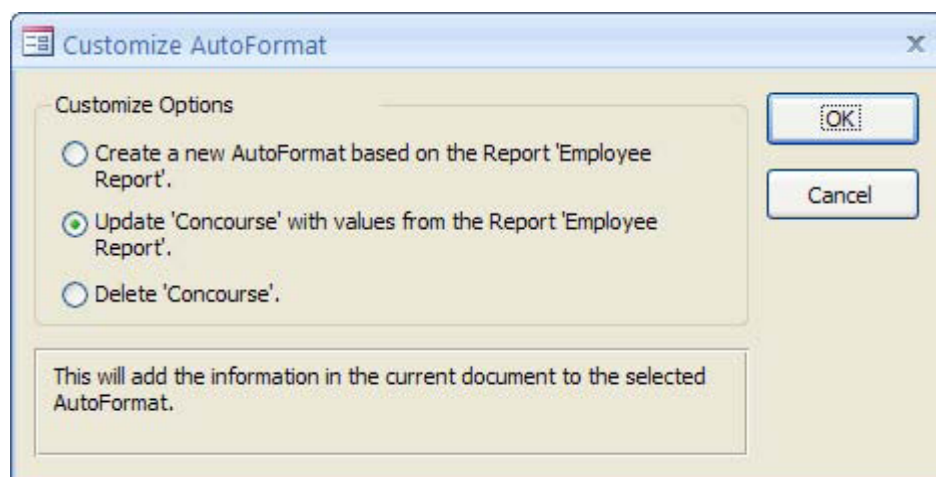 Customize AutoFormat
Customize Options
Create a new AutoFormat based on the Report 'Employee
Report'.
Update 'Concourse' with values from the Report 'Employee
Report'.
Delete 'Concourse'.
OK
Cancel
This will add the information in the current document to the selected
AutoFormat.